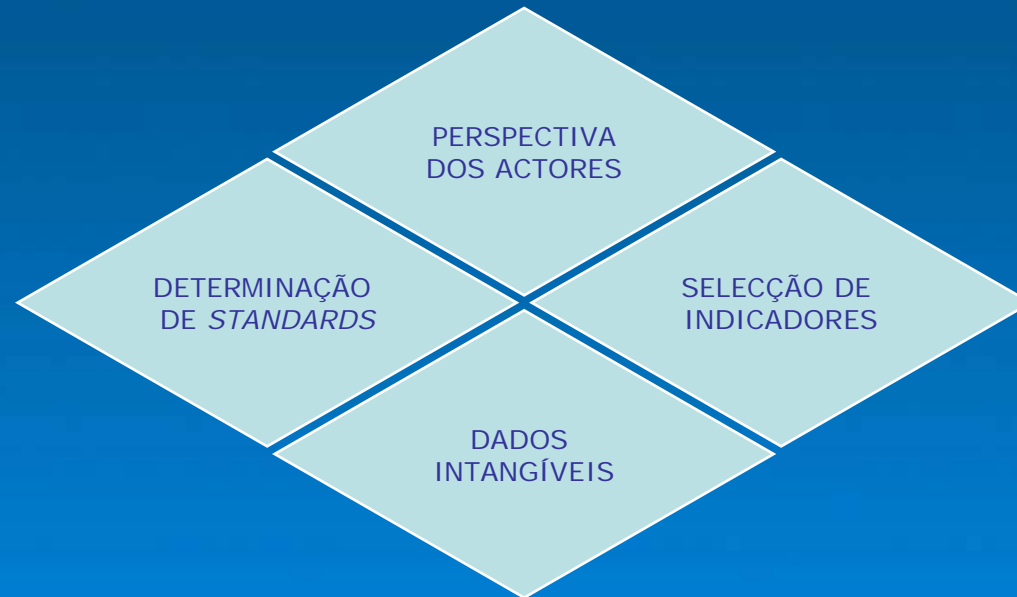 PERSPECTIVA
DOS ACTORES
DETERMINAÇÃO
DE STANDARDS
SELECÇÃO DE
INDICADORES
DADOS
INTANGÍVEIS